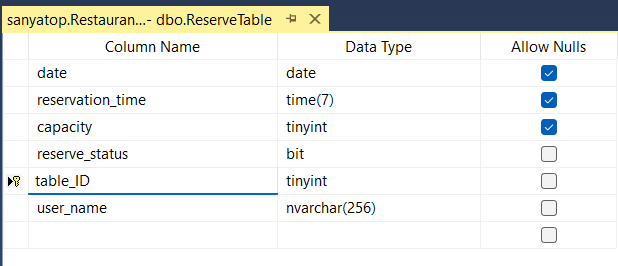 sanyatop.Restauran...- dbo.ReserveTable
Column Name Data Type Allow Nulls
date date
reservation_time time(7)
capacity tinyint
reserve_status bit
table_ID tinyint
user_name nvarchar(256)